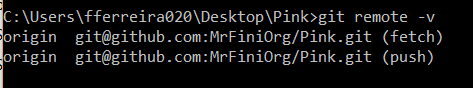 C:\Users\fferreira020\Desktop\Pink>git remote -v
origin  git@github.com:MrFiniOrg/Pink.git (fetch)
origin  git@github.com:MrFiniOrg/Pink.git (push)